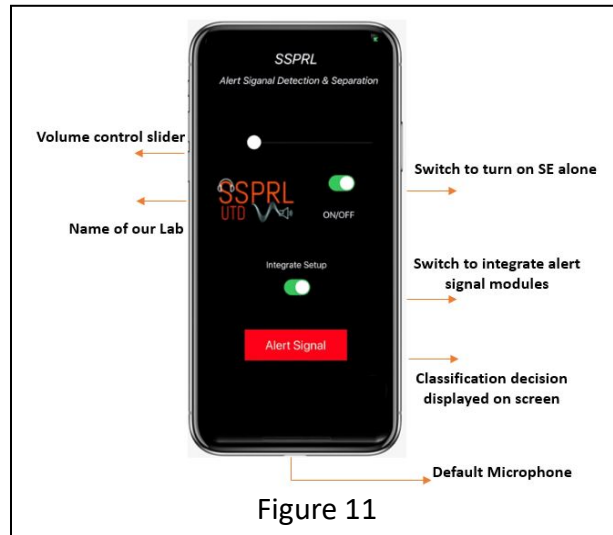 SSPRL
Alert Siganal Detection & Separation
Volume control slider
Switch to turn on SE alone
SSPRL
UTD
ON/OFF
Name of our Lab
Integrate Setup
Switch to integrate alert
signal modules
Alert Signal
Classification decision
displayed on screen
Default Microphone
Figure 11